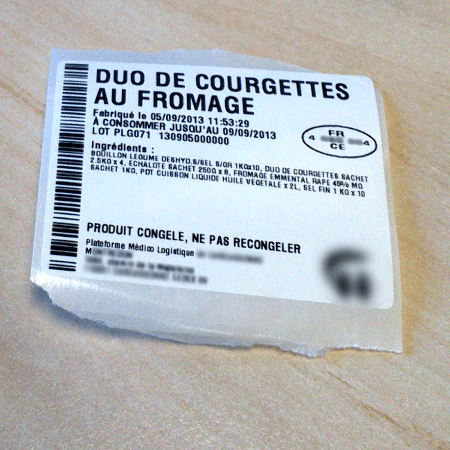 DUO DE COURGETTES
AU FROMAGE
Fabriqué le 05/09/2013 11:53:29
À CONSOMMER JUSQU'AU 09/09/2013
LOT PLG071 130905000000
FR
4 4
CE
Ingrédients :
BOUILLON LEGUME DESHYD.S/SEL S/GR 1KGx10, DUO DE COURGETTES SACHET
2.5KG x 4, ECHALOTE SACHET 250G x 8, FROMAGE EMMENTAL RAPE 45% MG
SACHET 1KG, PDT CUISSON LIQUIDE HUILE VEGETALE x 2L, SEL FIN 1 KG x 10
PRODUIT CONGELE, NE PAS RECONGELER
Plateforme Médico Logistique